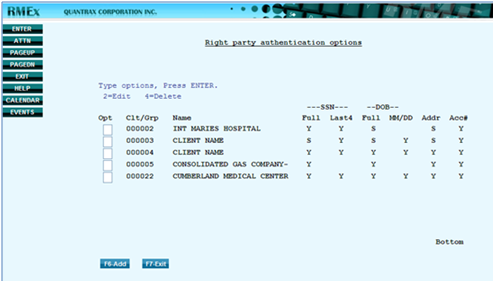 RMEx QUANTRAX CORPORATION INC.
ENTER
ATTN
PAGEUP
PAGEDN
EXIT
HELP
CALENDAR
EVENTS
Right party authentication options
Type options, Press ENTER.
2=Edit 4=Delete
---SSN--- --DOB--
Opt Clt/Grp Name Full Last4 Full MM/DD Addr Acc#
000002 INT MARIES HOSPITAL Y Y S S Y
000003 CLIENT NAME S Y S Y S Y
000004 CLIENT NAME Y Y Y Y Y Y
000005 CONSOLIDATED GAS COMPANY- Y Y Y
000022 CUMBERLAND MEDICAL CENTER Y Y Y Y Y Y
Bottom
F6-Add F7-Exit